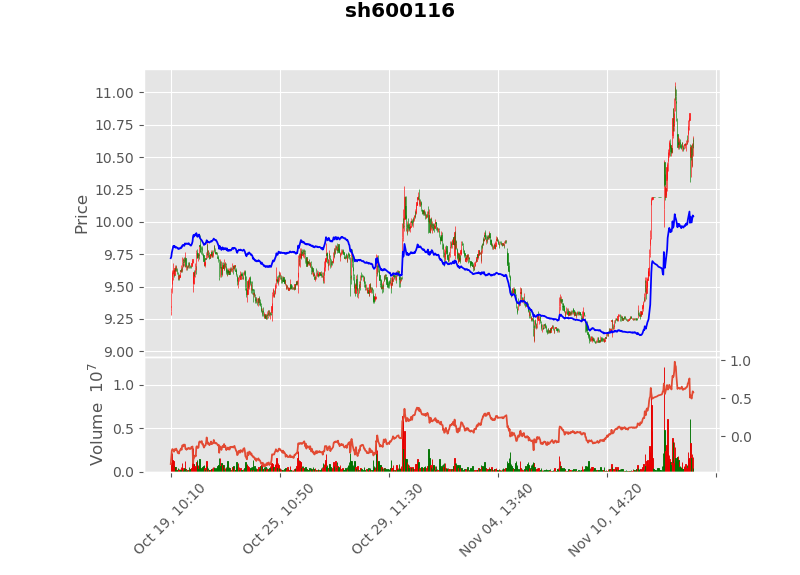 sh600116
11.00
10.75
10.50
10.25
10.00
9.75
9.50
9.25
9.00
Price
1.0
0.5
0.0
Volume 10^7
1.0
0.5
0.0
Oct 19, 10:10
Oct 25, 10:50
Oct 29, 11:30
Nov 04, 13:40
Nov 10, 14:20